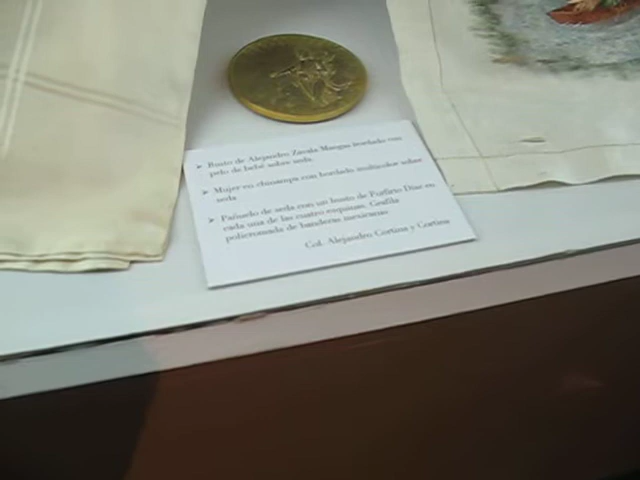 ➢ Busto de Alejandro Zavala Mangas bordado con
pelo de bebé sobre seda.
➢ Mujer en chinampa con bordado multicolor sobre
seda
➢ Pañuelo de seda con un busto de Porfirio Díaz en
cada una de las cuatro esquinas. Grafila
policromada de banderas mexicanas
Col. Alejandro Cortina y Cortina